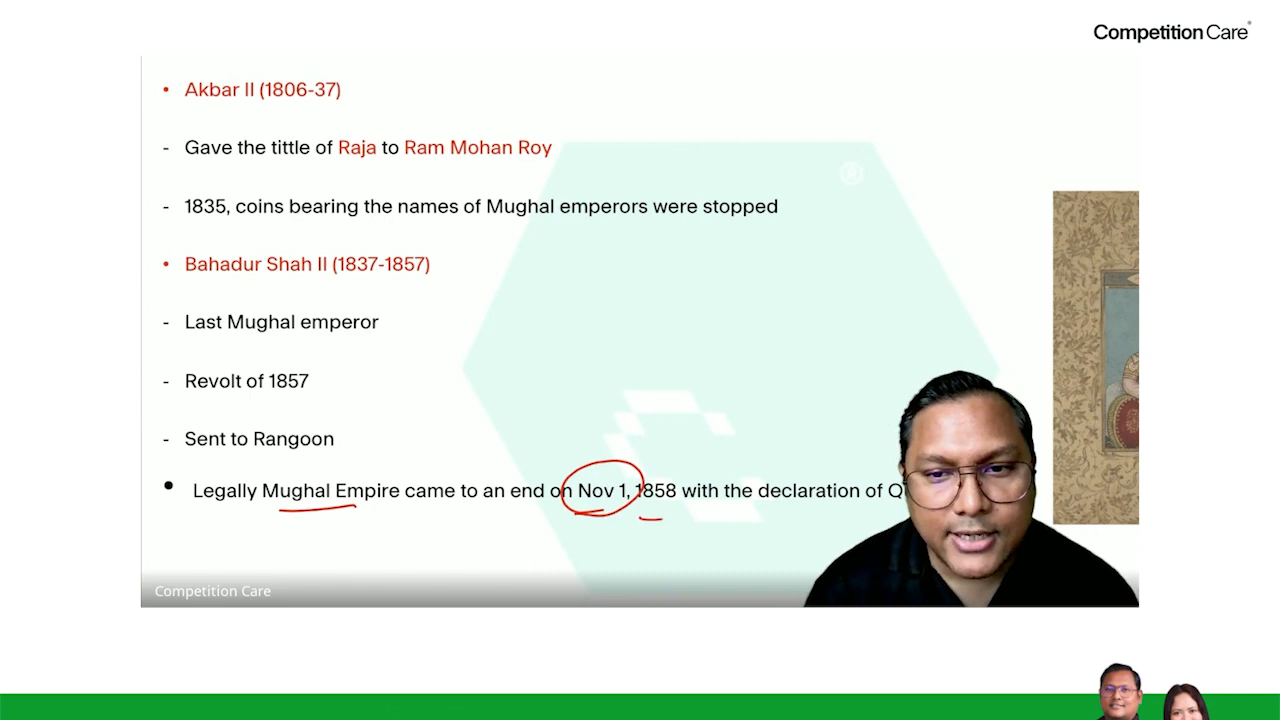 Competition Care
• Akbar II (1806-37)
- Gave the tittle of Raja to Ram Mohan Roy
- 1835, coins bearing the names of Mughal emperors were stopped
• Bahadur Shah II (1837-1857)
- Last Mughal emperor
- Revolt of 1857
- Sent to Rangoon
• Legally Mughal Empire came to an end on Nov 1, 1858 with the declaration of
Competition Care